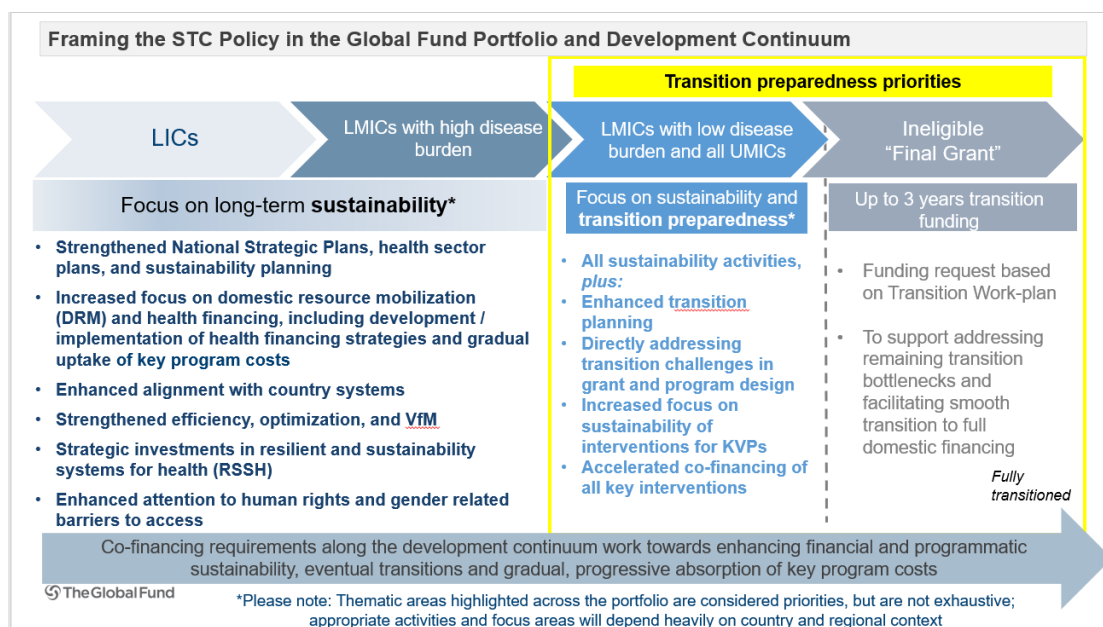 Framing the STC Policy in the Global Fund Portfolio and Development Continuum
Transition preparedness priorities
LICs
LMICs with high disease
burden
LMICs with low disease
burden and all UMICs
Ineligible
“Final Grant”
Focus on long-term sustainability*
• Strengthened National Strategic Plans, health sector
plans, and sustainability planning
• Increased focus on domestic resource mobilization
(DRM) and health financing, including development /
implementation of health financing strategies and gradual
uptake of key program costs
• Enhanced alignment with country systems
• Strengthened efficiency, optimization, and VfM
• Strategic investments in resilient and sustainability
systems for health (RSSH)
• Enhanced attention to human rights and gender related
barriers to access
Focus on sustainability and
transition preparedness*
• All sustainability activities,
plus:
• Enhanced transition
planning
• Directly addressing
transition challenges in
grant and program design
• Increased focus on
sustainability of
interventions for KVPs
• Accelerated co-financing of
all key interventions
Up to 3 years transition
funding
• Funding request based
on Transition Work-plan
• To support addressing
remaining transition
bottlenecks and
facilitating smooth
transition to full
domestic financing
Fully
transitioned
Co-financing requirements along the development continuum work towards enhancing financial and programmatic
sustainability, eventual transitions and gradual, progressive absorption of key program costs
The Global Fund
*Please note: Thematic areas highlighted across the portfolio are considered priorities, but are not exhaustive;
appropriate activities and focus areas will depend heavily on country and regional context